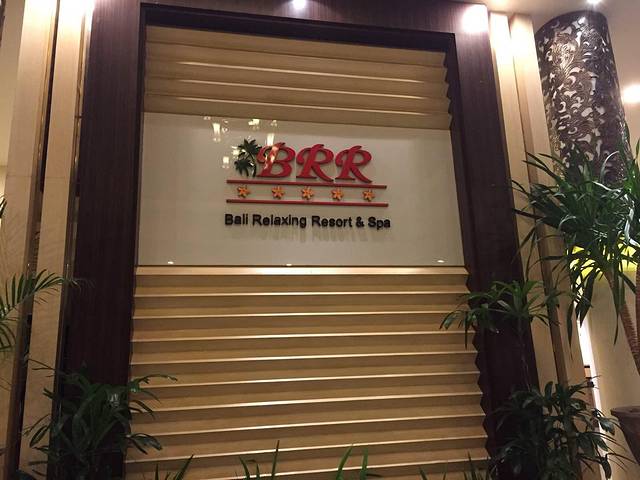 BRR
Bali Relaxing Resort & Spa